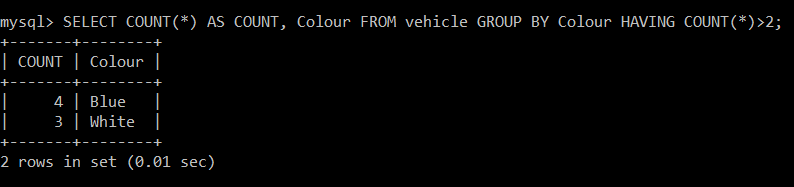 mysql> SELECT COUNT(*) AS COUNT, Colour FROM vehicle GROUP BY Colour HAVING COUNT(*)>2;
+-------+--------+
| COUNT | Colour |
+-------+--------+
|     4 | Blue   |
|     3 | White  |
+-------+--------+
2 rows in set (0.01 sec)